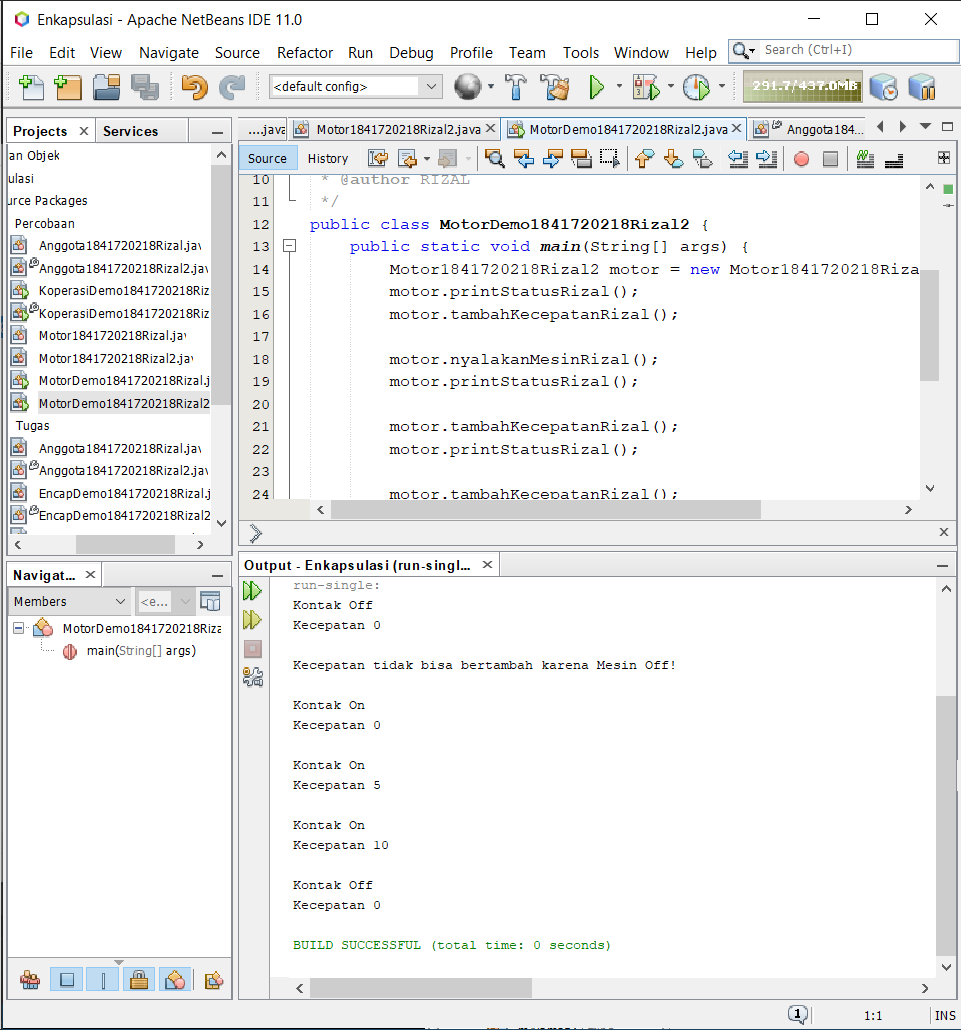 Enkapsulasi - Apache NetBeans IDE 11.0
File Edit View Navigate Source Refactor Run Debug Profile Team Tools Window Help Search (Ctrl+I)
<default config> 291.7/437.0MB
Projects Services
an Objek
ulasi
urce Packages
Percobaan
Anggota1841720218Rizal.jav
Anggota1841720218Rizal2.jav
KoperasiDemo1841720218Riz
KoperasiDemo1841720218Riz
Motor1841720218Rizal.jav
Motor1841720218Rizal2.jav
MotorDemo1841720218Rizal.j
MotorDemo1841720218Rizal2
Tugas
Anggota1841720218Rizal.jav
Anggota1841720218Rizal2.jav
EncapDemo1841720218Rizal.j
EncapDemo1841720218Rizal2
....java Motor1841720218Rizal2.java MotorDemo1841720218Rizal2.java Anggota184...
Source History
10 * @author RIZAL
11 */
12 public class MotorDemo1841720218Rizal2 {
13 public static void main(String[] args) {
14 Motor1841720218Rizal2 motor = new Motor1841720218Riza
15 motor.printStatusRizal();
16 motor.tambahKecepatanRizal();
17
18 motor.nyalakanMesinRizal();
19 motor.printStatusRizal();
20
21 motor.tambahKecepatanRizal();
22 motor.printStatusRizal();
23
24 motor.tambahKecepatanRizal();
Navigat...
Members <e...
MotorDemo1841720218Riza
main(String[] args)
Output - Enkapsulasi (run-singl...
run-single:
Kontak Off
Kecepatan 0
Kecepatan tidak bisa bertambah karena Mesin Off!
Kontak On
Kecepatan 0
Kontak On
Kecepatan 5
Kontak On
Kecepatan 10
Kontak Off
Kecepatan 0
BUILD SUCCESSFUL (total time: 0 seconds)
1 1:1 INS